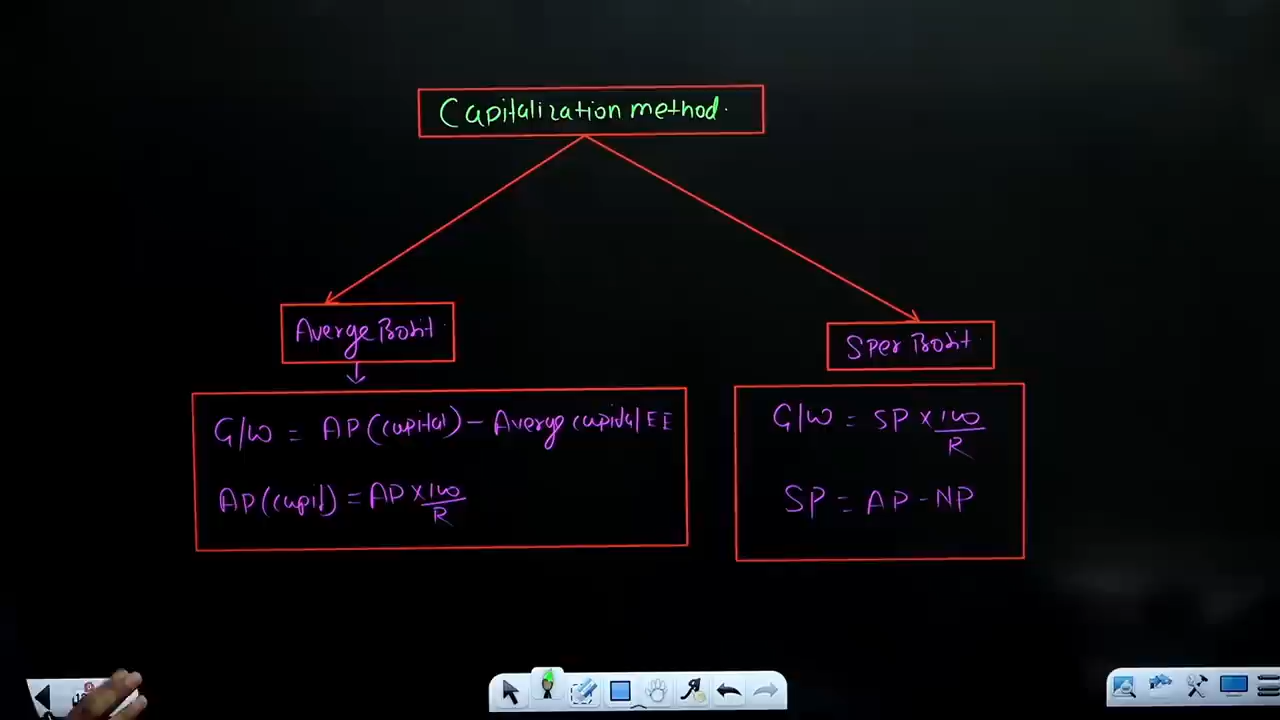 Capitalization method.
Averge Profit.
Sper Profit.
G/W = AP(capital) - Averge capital EE
AP(capit) = AP × 100/R
G/W = SP × 100/R
SP = AP - NP